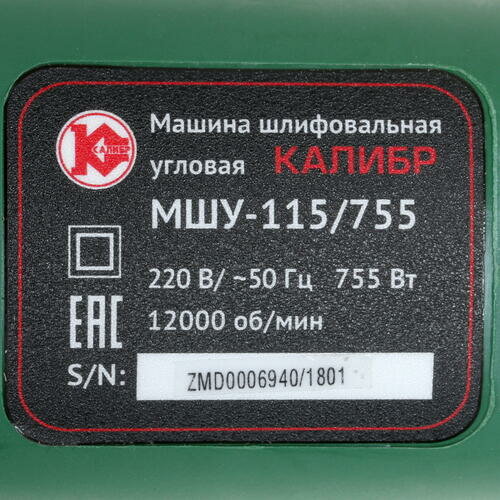 Машина шлифовальная
КАЛИБР
угловая КАЛИБР
МШУ-115/755
220 В/ ~50 Гц 755 Вт
ЕАС
12000 об/мин
S/N: ZMD0006940/1801